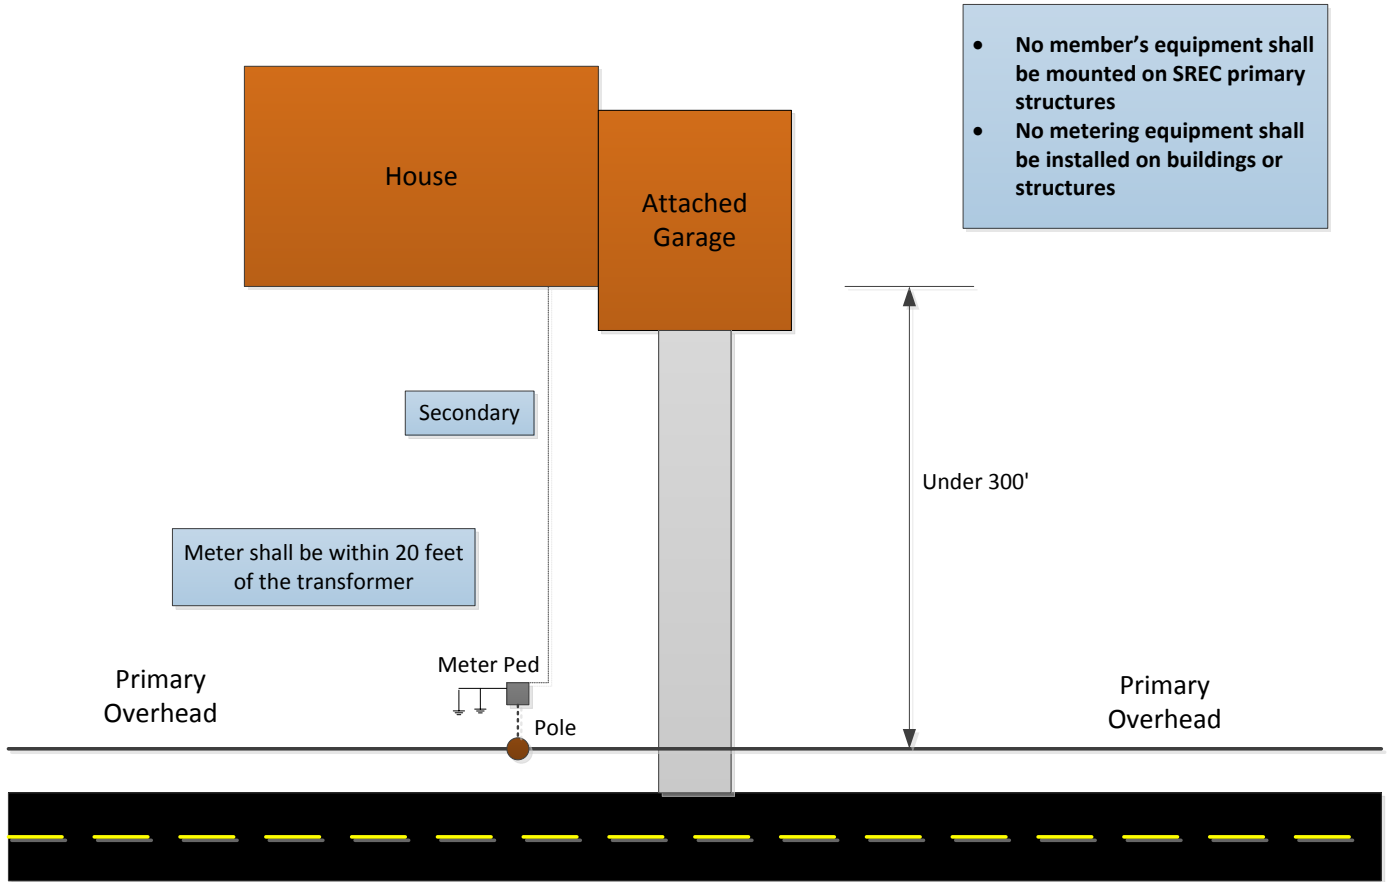 • No member’s equipment shall
be mounted on SREC primary
structures
• No metering equipment shall
be installed on buildings or
structures
House
Attached
Garage
Secondary
Under 300'
Meter shall be within 20 feet
of the transformer
Meter Ped
Primary
Overhead
Pole
Primary
Overhead